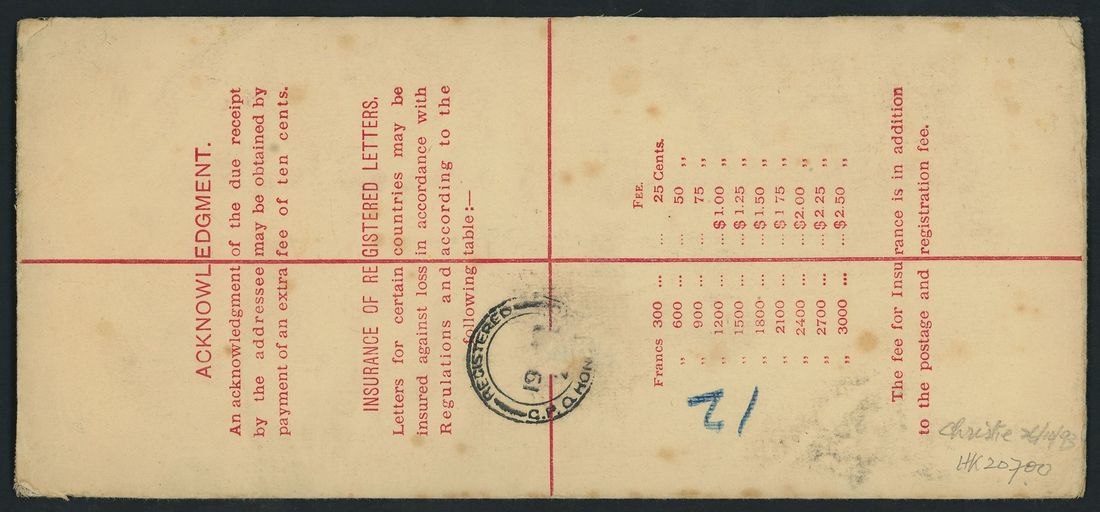 ACKNOWLEDGMENT.
An acknowledgment of the due receipt
by the addressee may be obtained by
payment of an extra fee of ten cents.
INSURANCE OF REGISTERED LETTERS.
Letters for certain countries may be
insured against loss in accordance with
Regulations and according to the
following table:—
FEE.
Francs 300 ... ... 25 Cents.
,, 600 ... ... 50 ,,
,, 900 ... ... 75 ,,
,, 1200 ... ... $1.00 ,,
,, 1500 ... ... $1.25 ,,
,, 1800 ... ... $1.50 ,,
,, 2100 ... ... $1 75 ,,
,, 2400 ... ... $2.00 ,,
,, 2700 ... ... $2 25 ,,
,, 3000 ... ... $2.50 ,,
The fee for Insurance is in addition
to the postage and registration fee.
REGISTERED
G.P.O. HON
19
12
Christie
HK 20700